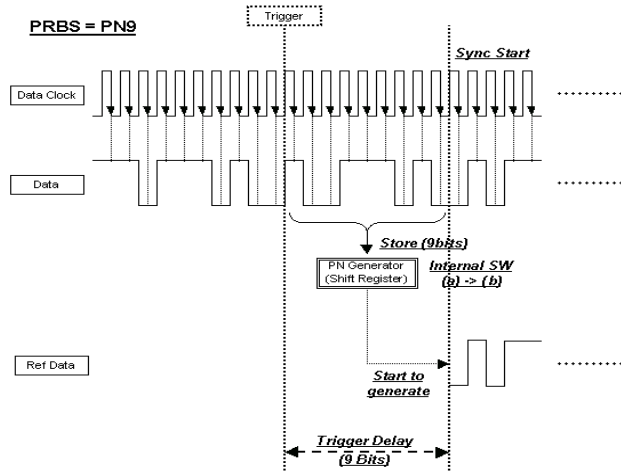 Trigger
PRBS = PN9
Sync Start
Data Clock
Data
Store (9bits)
PN Generator
(Shift Register)
Internal SW
(a) -> (b)
Ref Data
Start to
generate
Trigger Delay
(9 Bits)